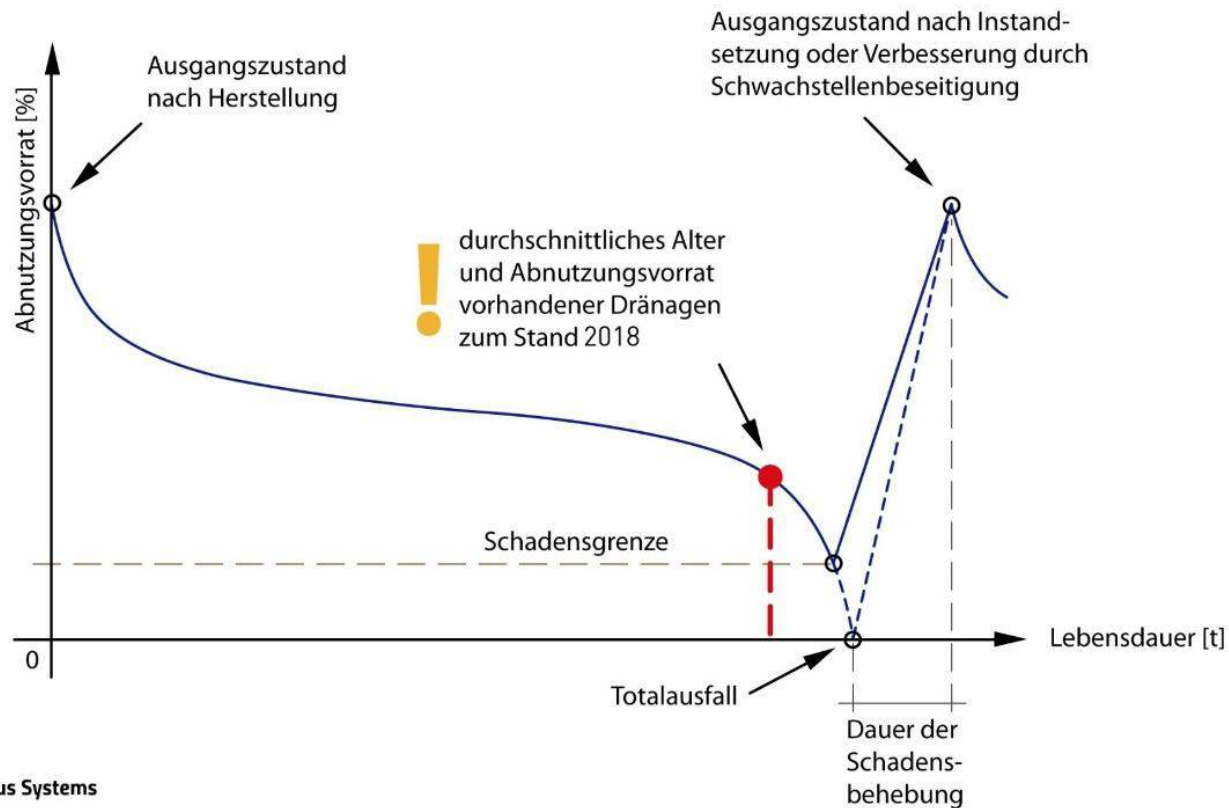 Ausgangszustand nach Instand-
setzung oder Verbesserung durch
Schwachstellenbeseitigung
Ausgangszustand
nach Herstellung
Abnutzungsvorrat [%]
!
durchschnittliches Alter
und Abnutzungsvorrat
vorhandener Dränagen
zum Stand 2018
Schadensgrenze
0
Lebensdauer [t]
Totalausfall
Dauer der
Schadens-
behebung
us Systems